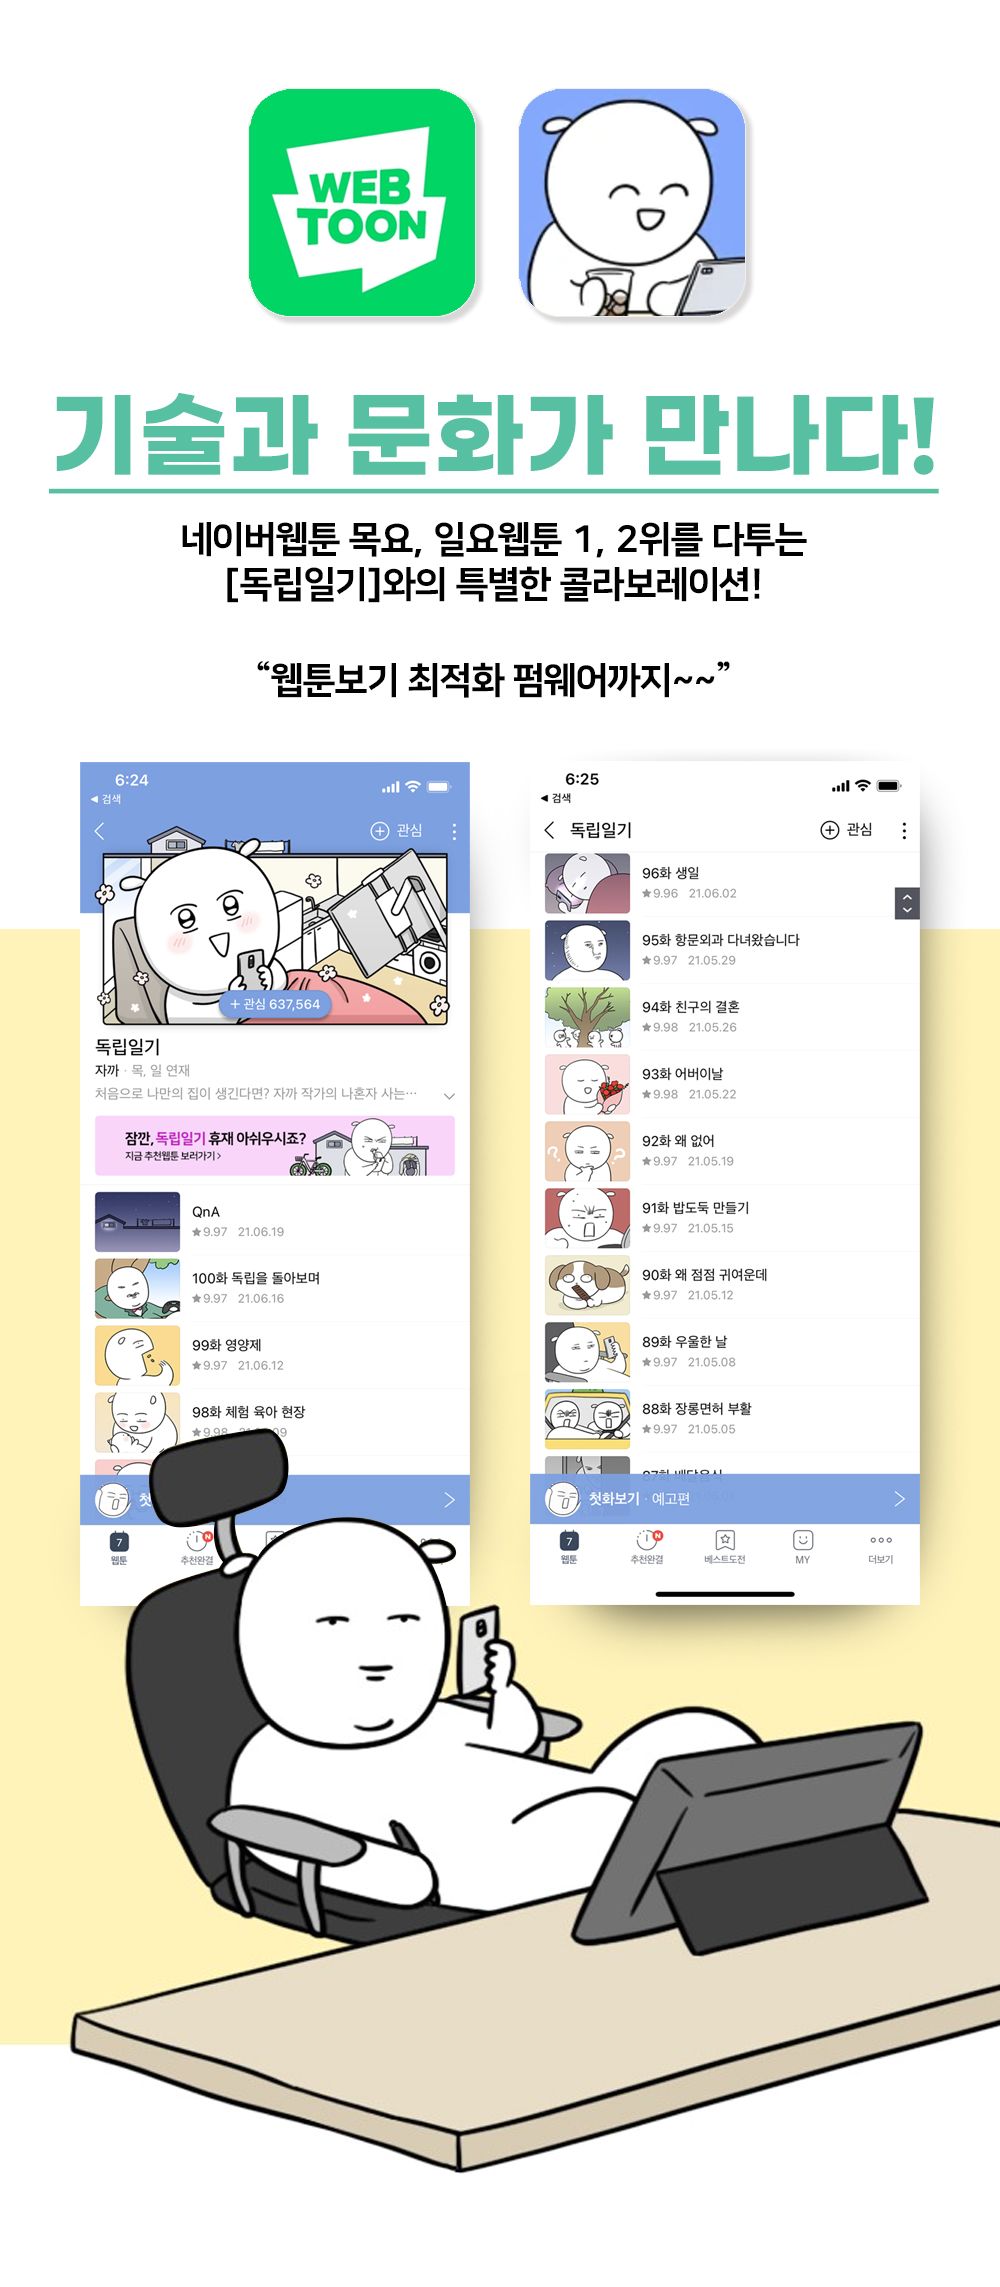 WEB
TOON
기술과 문화가 만나다!
네이버웹툰 목요, 일요웹툰 1, 2위를 다투는
[독립일기]와의 특별한 콜라보레이션!
“웹툰보기 최적화 펌웨어까지~~”
6:24
◀ 검색
관심
+ 관심 637,564
독립일기
자까 · 목, 일 연재
처음으로 나만의 집이 생긴다면? 자까 작가의 나혼자 사는…
잠깐, 독립일기 휴재 아쉬우시죠?
지금 추천웹툰 보러가기 >
QnA
★9.97 21.06.19
100화 독립을 돌아보며
★9.97 21.06.16
99화 영양제
★9.97 21.06.12
98화 체험 육아 현장
★9.98 09
첫
7
웹툰
N
추천완결
6:25
◀ 검색
독립일기
관심
96화 생일
★9.96 21.06.02
95화 항문외과 다녀왔습니다
★9.97 21.05.29
94화 친구의 결혼
★9.98 21.05.26
93화 어버이날
★9.98 21.05.22
92화 왜 없어
★9.97 21.05.19
91화 밥도둑 만들기
★9.97 21.05.15
90화 왜 점점 귀여운데
★9.97 21.05.12
89화 우울한 날
★9.97 21.05.08
88화 장롱면허 부활
★9.97 21.05.05
87화 배달음식
첫화보기 · 예고편
7
웹툰
N
추천완결
베스트도전
MY
더보기